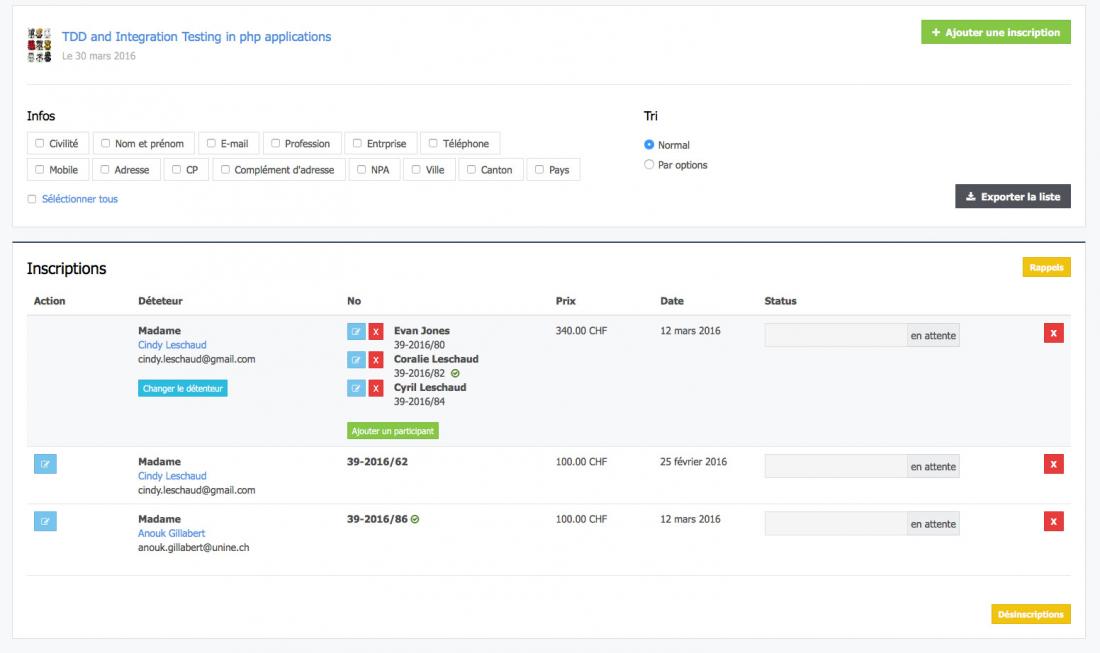 TDD and Integration Testing in php applications
Le 30 mars 2016
+ Ajouter une inscription
Infos
Civilité Nom et prénom E-mail Profession Entrprise Téléphone
Mobile Adresse CP Complément d'adresse NPA Ville Canton Pays
Séléctionner tous
Tri
Normal
Par options
Exporter la liste
Inscriptions
Rappels
Action Déteteur No Prix Date Status
Madame
Cindy Leschaud
cindy.leschaud@gmail.com
Changer le détenteur
X Evan Jones
39-2016/80
X Coralie Leschaud
39-2016/82
X Cyril Leschaud
39-2016/84
Ajouter un participant
340.00 CHF
12 mars 2016
en attente
X
Madame
Cindy Leschaud
cindy.leschaud@gmail.com
39-2016/62
100.00 CHF
25 février 2016
en attente
X
Madame
Anouk Gillabert
anouk.gillabert@unine.ch
39-2016/86
100.00 CHF
12 mars 2016
en attente
X
Désinscriptions